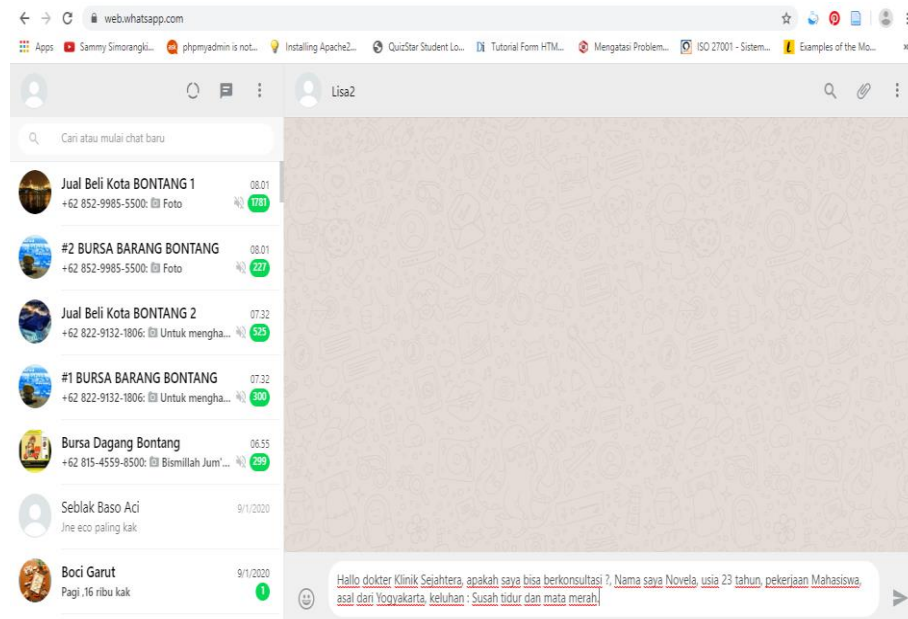 web.whatsapp.com
Apps
Sammy Simorangki...
phpmyadmin is not...
Installing Apache2...
QuizStar Student Lo...
Tutorial Form HTM...
Mengatasi Problem...
ISO 27001 - Sistem...
Examples of the Mo...
Lisa2
Cari atau mulai chat baru
Jual Beli Kota BONTANG 1 08.01
+62 852-9985-5500: Foto 1781
#2 BURSA BARANG BONTANG 08.01
+62 852-9985-5500: Foto 227
Jual Beli Kota BONTANG 2 07.32
+62 822-9132-1806: Untuk mengha... 525
#1 BURSA BARANG BONTANG 07.32
+62 822-9132-1806: Untuk mengha... 300
Bursa Dagang Bontang 06.55
+62 815-4559-8500: Bismillah Jum'... 299
Seblak Baso Aci 9/1/2020
Jne eco paling kak
Boci Garut 9/1/2020
Pagi ,16 ribu kak 1
Hallo dokter Klinik Sejahtera, apakah saya bisa berkonsultasi ?, Nama saya Novela, usia 23 tahun, pekerjaan Mahasiswa,
asal dari Yogyakarta, keluhan : Susah tidur dan mata merah.